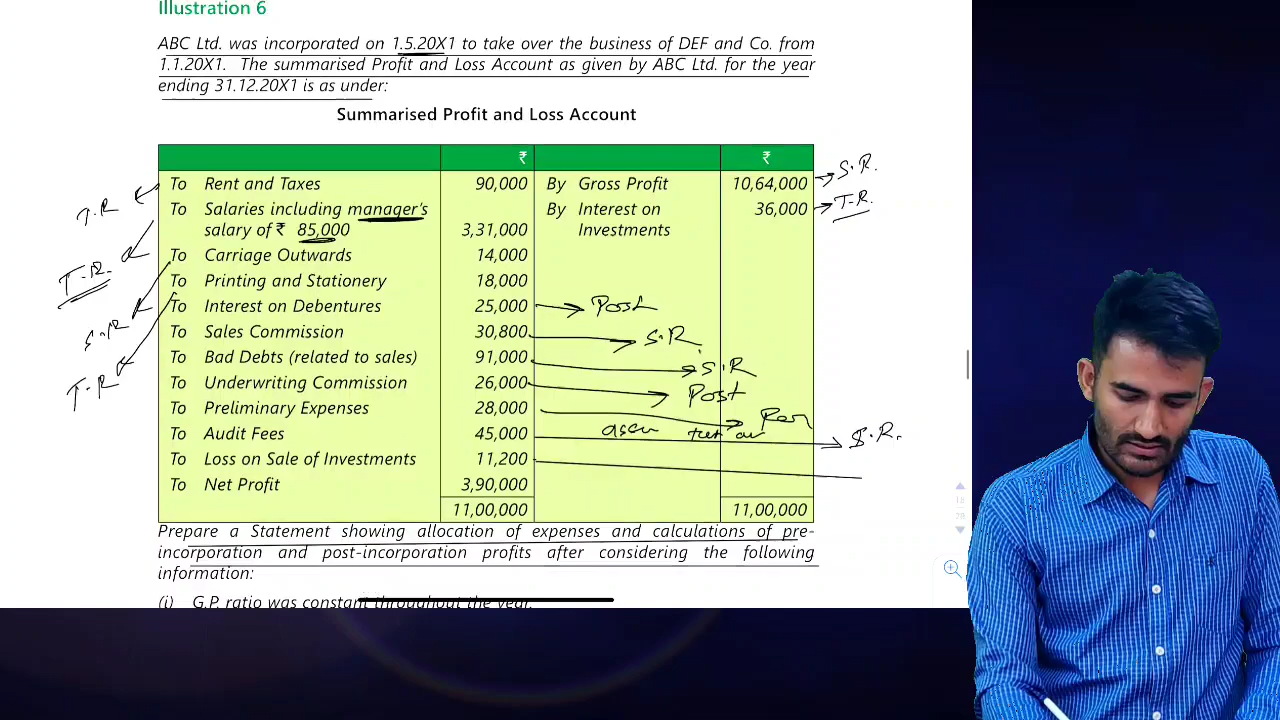 Illustration 6
ABC Ltd. was incorporated on 1.5.20X1 to take over the business of DEF and Co. from
1.1.20X1. The summarised Profit and Loss Account as given by ABC Ltd. for the year
ending 31.12.20X1 is as under:
Summarised Profit and Loss Account
₹ ₹
To Rent and Taxes 90,000 By Gross Profit 10,64,000 S.R.
T.R To Salaries including manager's By Interest on 36,000 T.R.
salary of ₹ 85,000 3,31,000 Investments
T.R. To Carriage Outwards 14,000
To Printing and Stationery 18,000
S.R To Interest on Debentures 25,000 Post
To Sales Commission 30,800 S.R
T.R To Bad Debts (related to sales) 91,000 S.R
To Underwriting Commission 26,000 Post
To Preliminary Expenses 28,000
To Audit Fees 45,000 S.R.
To Loss on Sale of Investments 11,200
To Net Profit 3,90,000
11,00,000 11,00,000
Prepare a Statement showing allocation of expenses and calculations of pre-
incorporation and post-incorporation profits after considering the following
information:
(i) G.P. ratio was constant throughout the year.